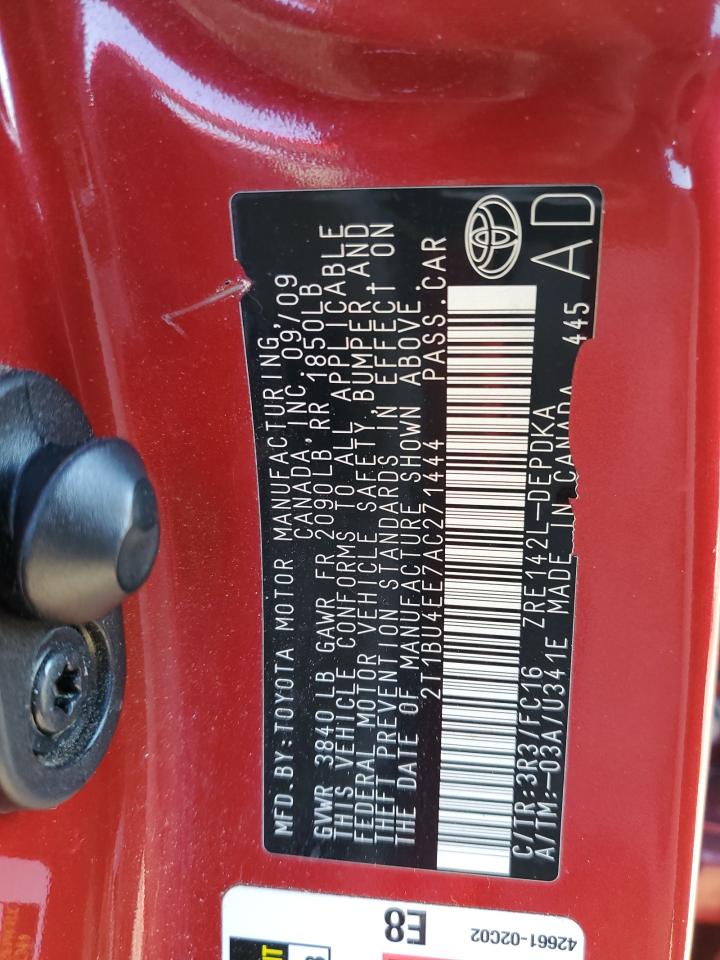 MFD.BY:TOYOTA MOTOR MANUFACTURING,
CANADA, INC. 09/09
GVWR 3840LB GAWR FR 2090LB RR 1850LB
THIS VEHICLE CONFORMS TO ALL APPLICABLE
FEDERAL MOTOR VEHICLE SAFETY, BUMPER, AND
THEFT PREVENTION STANDARDS IN EFFECT ON
THE DATE OF MANUFACTURE SHOWN ABOVE.
2T1BU4EE7AC271444 PASS.CAR
C/TR:3R3/FC16 ZRE142L-DEPDKA 445
A/TM:-03A/U341E MADE IN CANADA AD
E8
42661-02C02